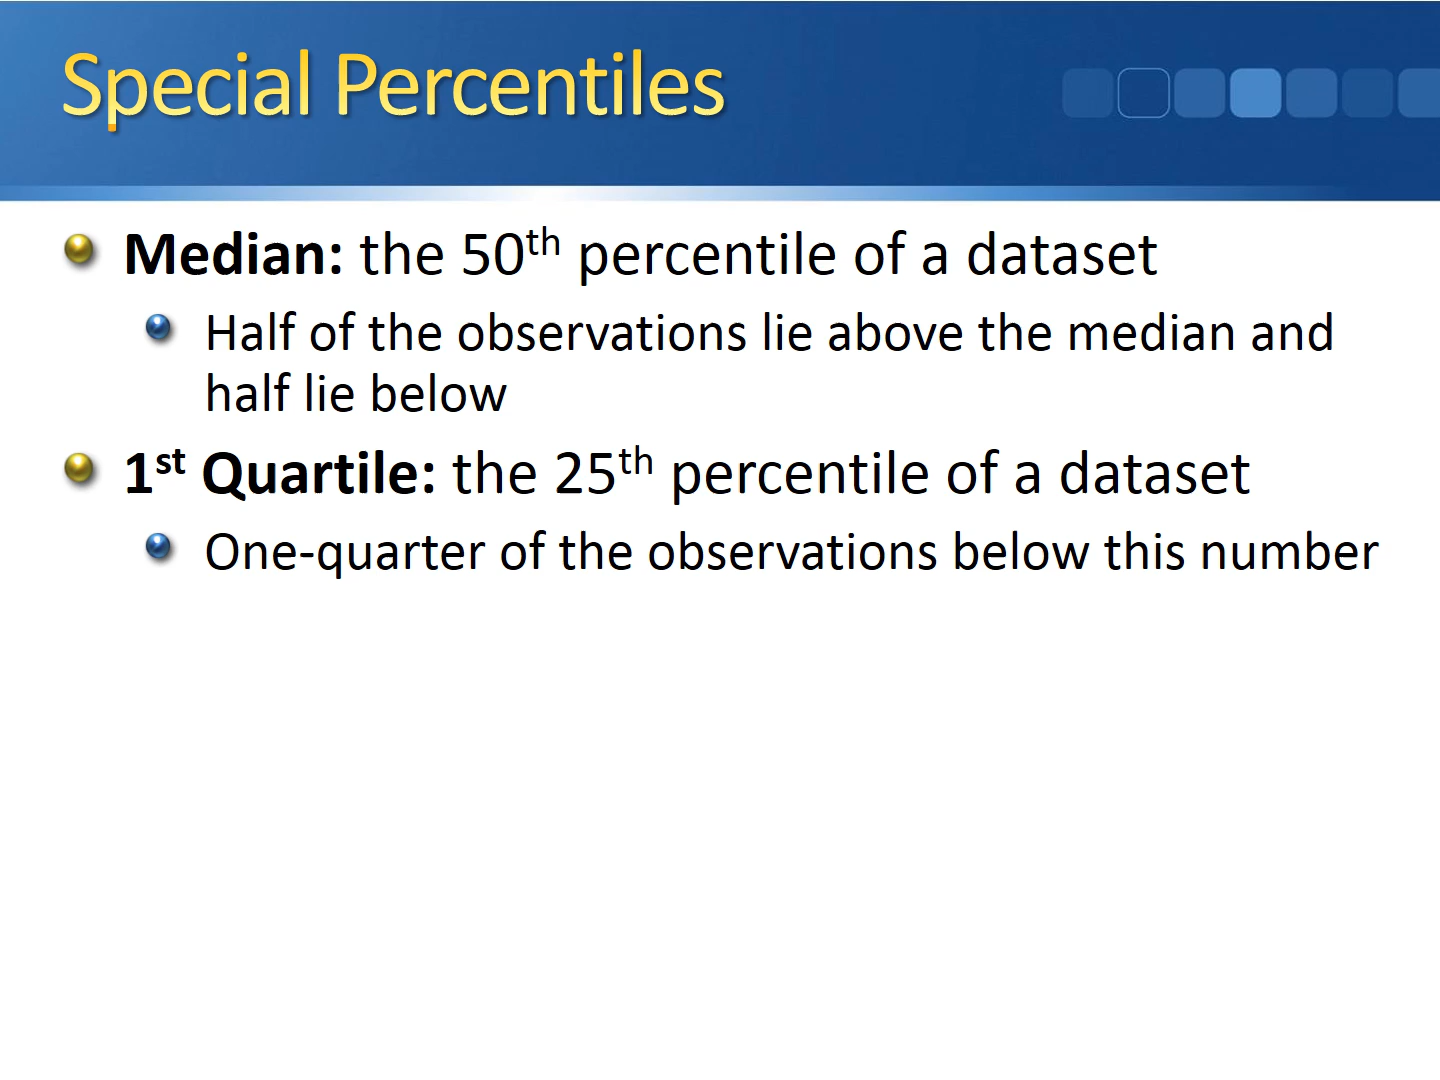 Special Percentiles
Median: the 50th percentile of a dataset
Half of the observations lie above the median and
half lie below
1st Quartile: the 25th percentile of a dataset
One-quarter of the observations below this number